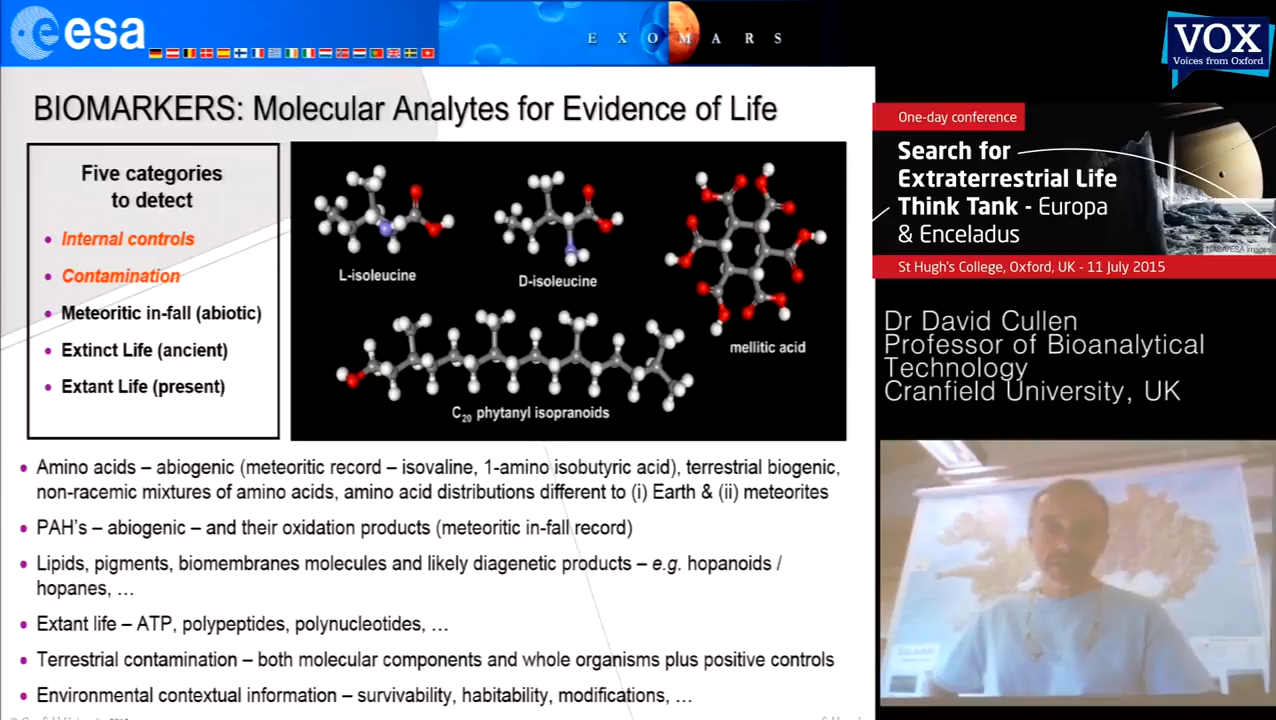 esa
EXOMARS
VOX
Voices from Oxford
BIOMARKERS: Molecular Analytes for Evidence of Life
Five categories
to detect
Internal controls
Contamination
Meteoritic in-fall (abiotic)
Extinct Life (ancient)
Extant Life (present)
L-isoleucine
D-isoleucine
mellitic acid
C20 phytanyl isopranoids
Amino acids – abiogenic (meteoritic record – isovaline, 1-amino isobutyric acid), terrestrial biogenic,
non-racemic mixtures of amino acids, amino acid distributions different to (i) Earth & (ii) meteorites
PAH's – abiogenic – and their oxidation products (meteoritic in-fall record)
Lipids, pigments, biomembranes molecules and likely diagenetic products – e.g. hopanoids /
hopanes, …
Extant life – ATP, polypeptides, polynucleotides, …
Terrestrial contamination – both molecular components and whole organisms plus positive controls
Environmental contextual information – survivability, habitability, modifications, …
One-day conference
Search for
Extraterrestrial Life
Think Tank - Europa
& Enceladus
© NASA/ESA images
St Hugh's College, Oxford, UK - 11 July 2015
Dr David Cullen
Professor of Bioanalytical
Technology
Cranfield University, UK